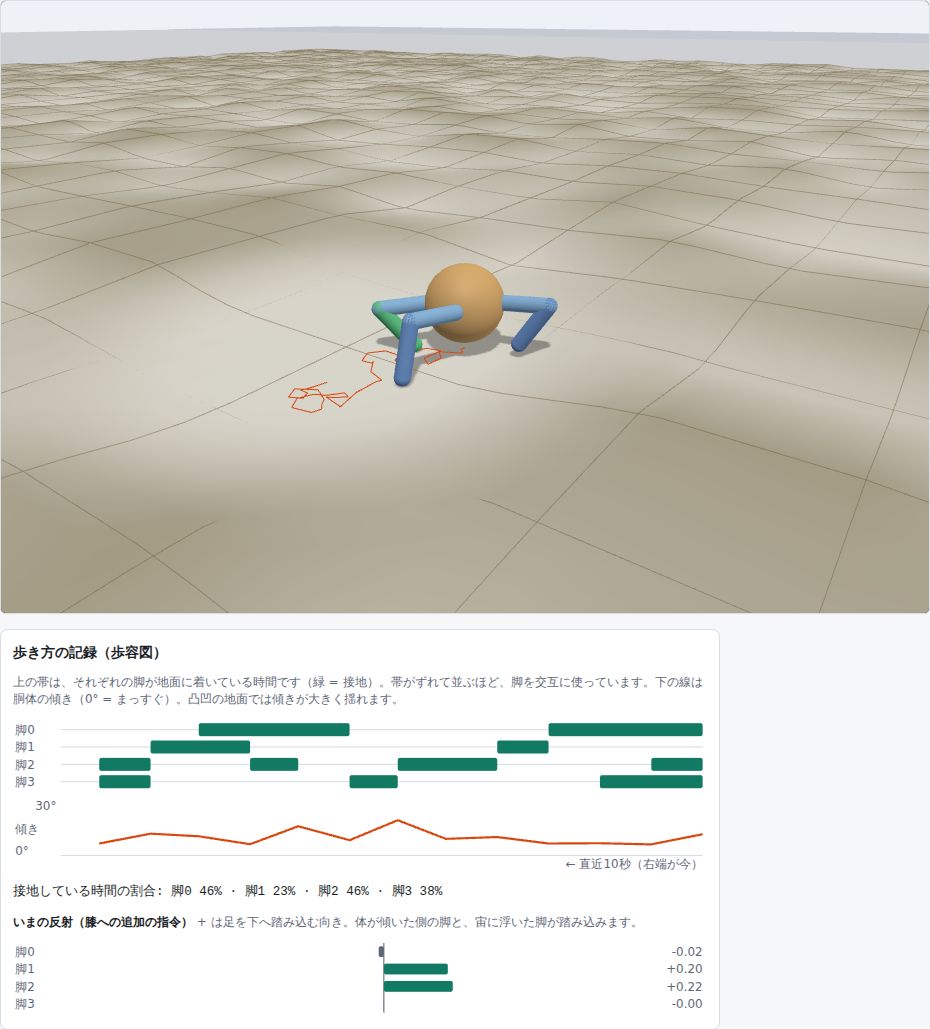 歩き方の記録（歩容図）
上の帯は、それぞれの脚が地面に着いている時間です（緑 = 接地）。帯がずれて並ぶほど、脚を交互に使っています。下の線は
胴体の傾き（0° = まっすぐ）。凸凹の地面では傾きが大きく揺れます。
脚0
脚1
脚2
脚3
30°
傾き
0°
← 直近10秒（右端が今）
接地している時間の割合: 脚0 46% · 脚1 23% · 脚2 46% · 脚3 38%
いまの反射（膝への追加の指令） + は足を下へ踏み込む向き。体が傾いた側の脚と、宙に浮いた脚が踏み込みます。
脚0 -0.02
脚1 +0.20
脚2 +0.22
脚3 -0.00